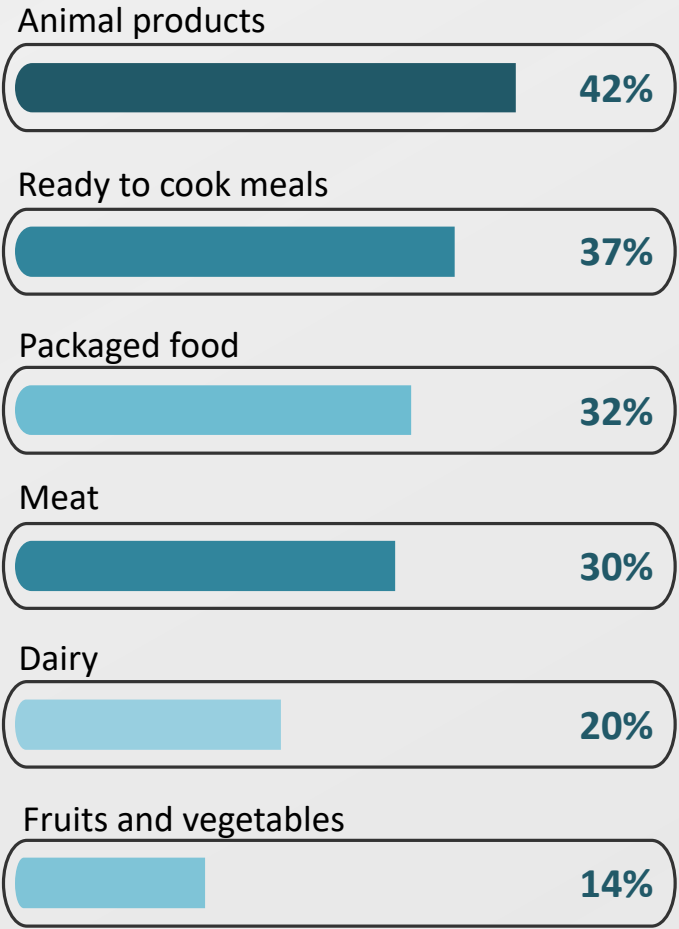 Animal products
42%
Ready to cook meals
37%
Packaged food
32%
Meat
30%
Dairy
20%
Fruits and vegetables
14%